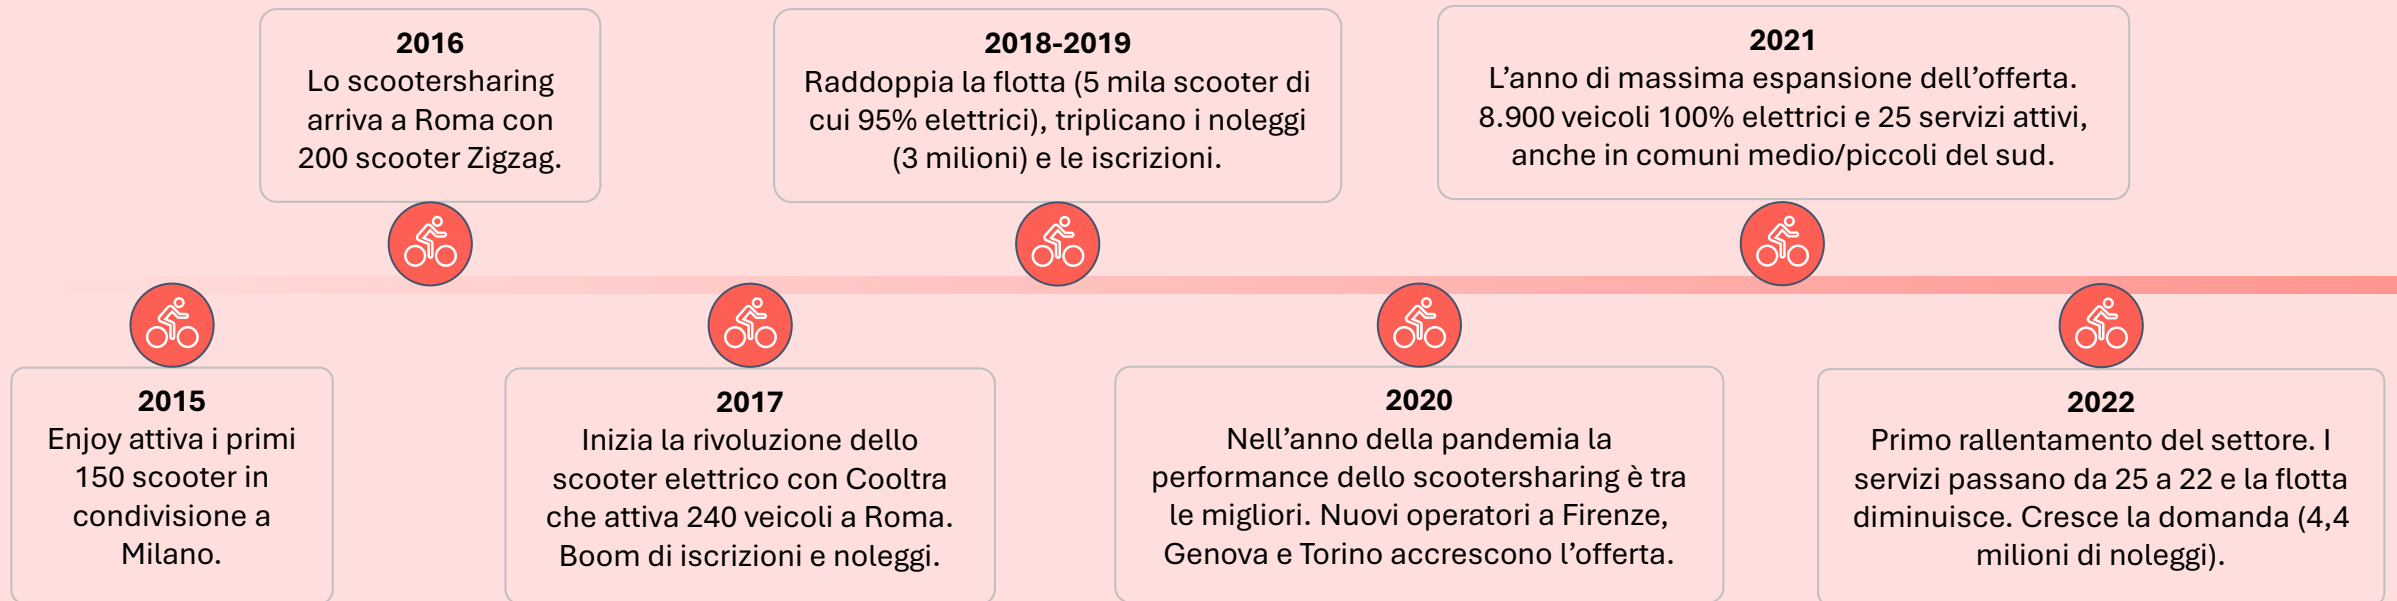 2016
Lo scootersharing
arriva a Roma con
200 scooter Zigzag.
2018-2019
Raddoppia la flotta (5 mila scooter di
cui 95% elettrici), triplicano i noleggi
(3 milioni) e le iscrizioni.
2021
L’anno di massima espansione dell’offerta.
8.900 veicoli 100% elettrici e 25 servizi attivi,
anche in comuni medio/piccoli del sud.
2015
Enjoy attiva i primi
150 scooter in
condivisione a
Milano.
2017
Inizia la rivoluzione dello
scooter elettrico con Cooltra
che attiva 240 veicoli a Roma.
Boom di iscrizioni e noleggi.
2020
Nell’anno della pandemia la
performance dello scootersharing è tra
le migliori. Nuovi operatori a Firenze,
Genova e Torino accrescono l’offerta.
2022
Primo rallentamento del settore. I
servizi passano da 25 a 22 e la flotta
diminuisce. Cresce la domanda (4,4
milioni di noleggi).